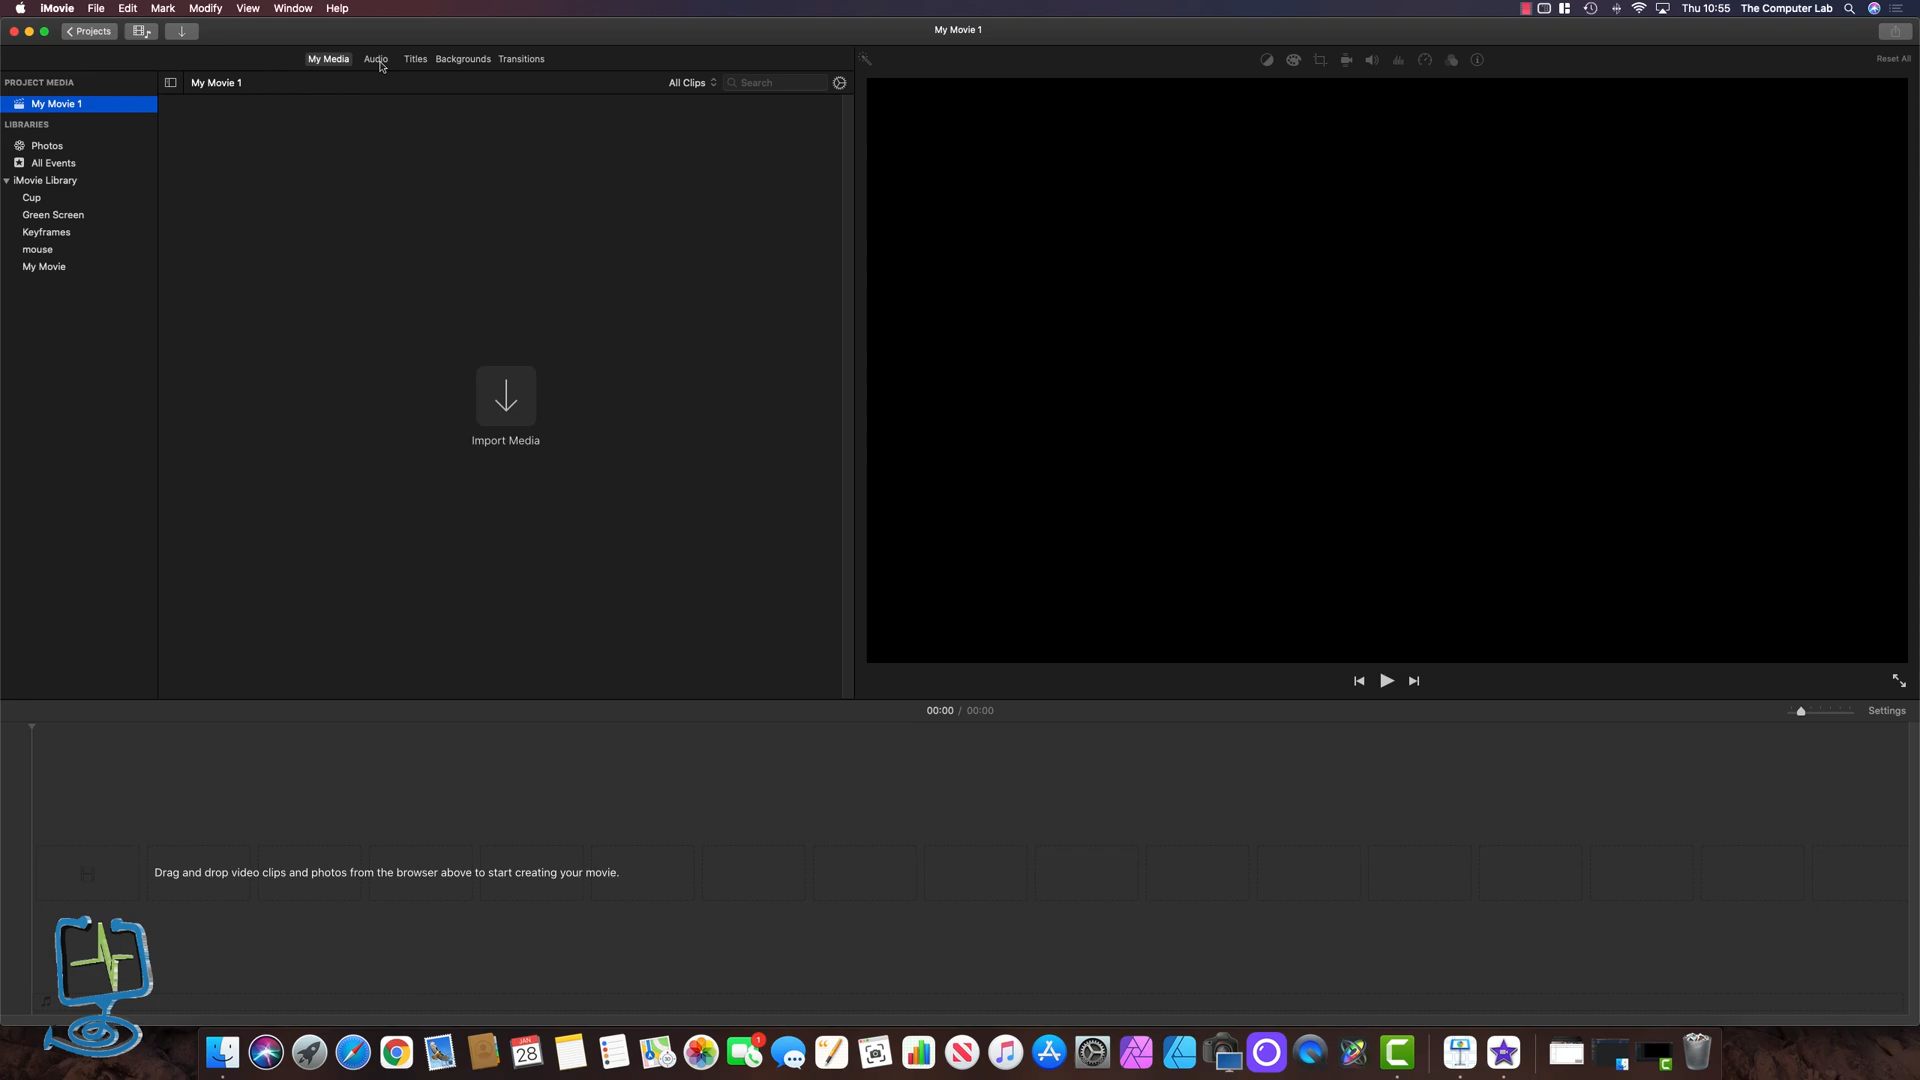 iMovie File Edit Mark Modify View Window Help
Thu 10:55 The Computer Lab
Projects
My Movie 1
My Media Audio Titles Backgrounds Transitions
Reset All
PROJECT MEDIA
My Movie 1
All Clips
Search
My Movie 1
LIBRARIES
Photos
All Events
iMovie Library
Cup
Green Screen
Keyframes
mouse
My Movie
Import Media
00:00 / 00:00
Settings
Drag and drop video clips and photos from the browser above to start creating your movie.
JAN
28
1